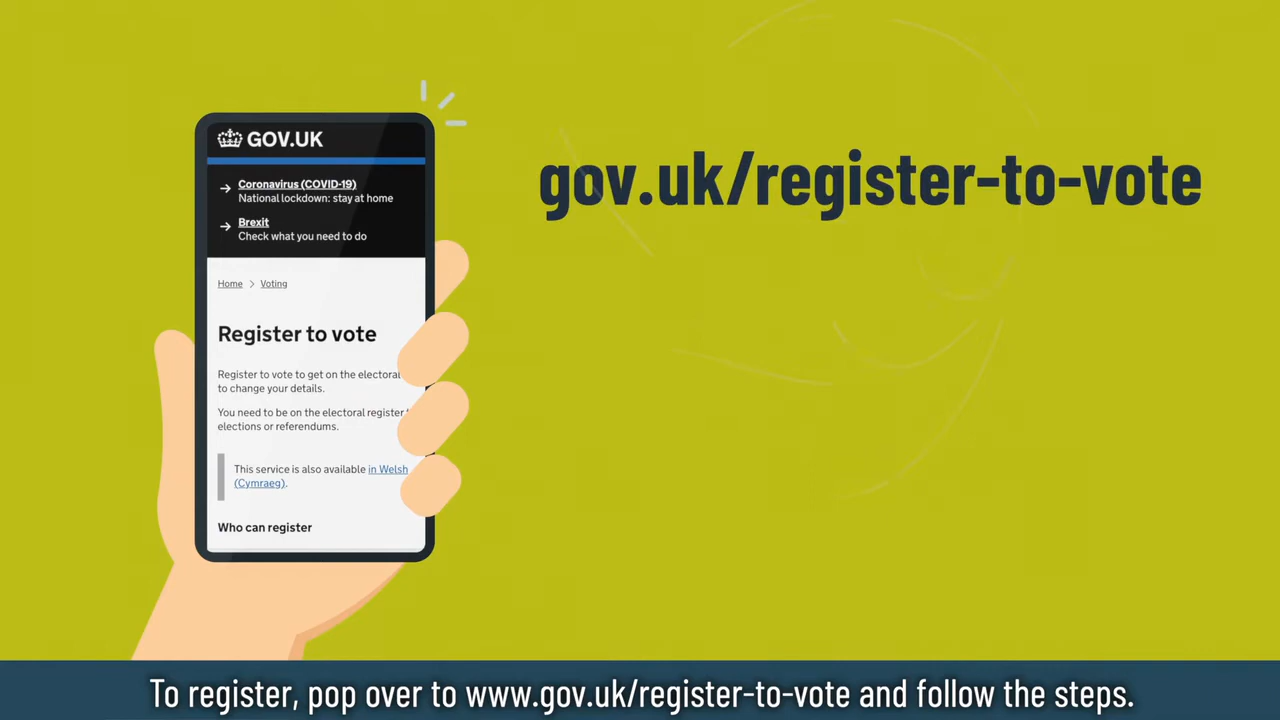 GOV.UK
Coronavirus (COVID-19)
National lockdown: stay at home
Brexit
Check what you need to do
Home > Voting
Register to vote
Register to vote to get on the electoral
to change your details.
You need to be on the electoral register
elections or referendums.
This service is also available in Welsh
(Cymraeg).
Who can register
gov.uk/register-to-vote
To register, pop over to www.gov.uk/register-to-vote and follow the steps.